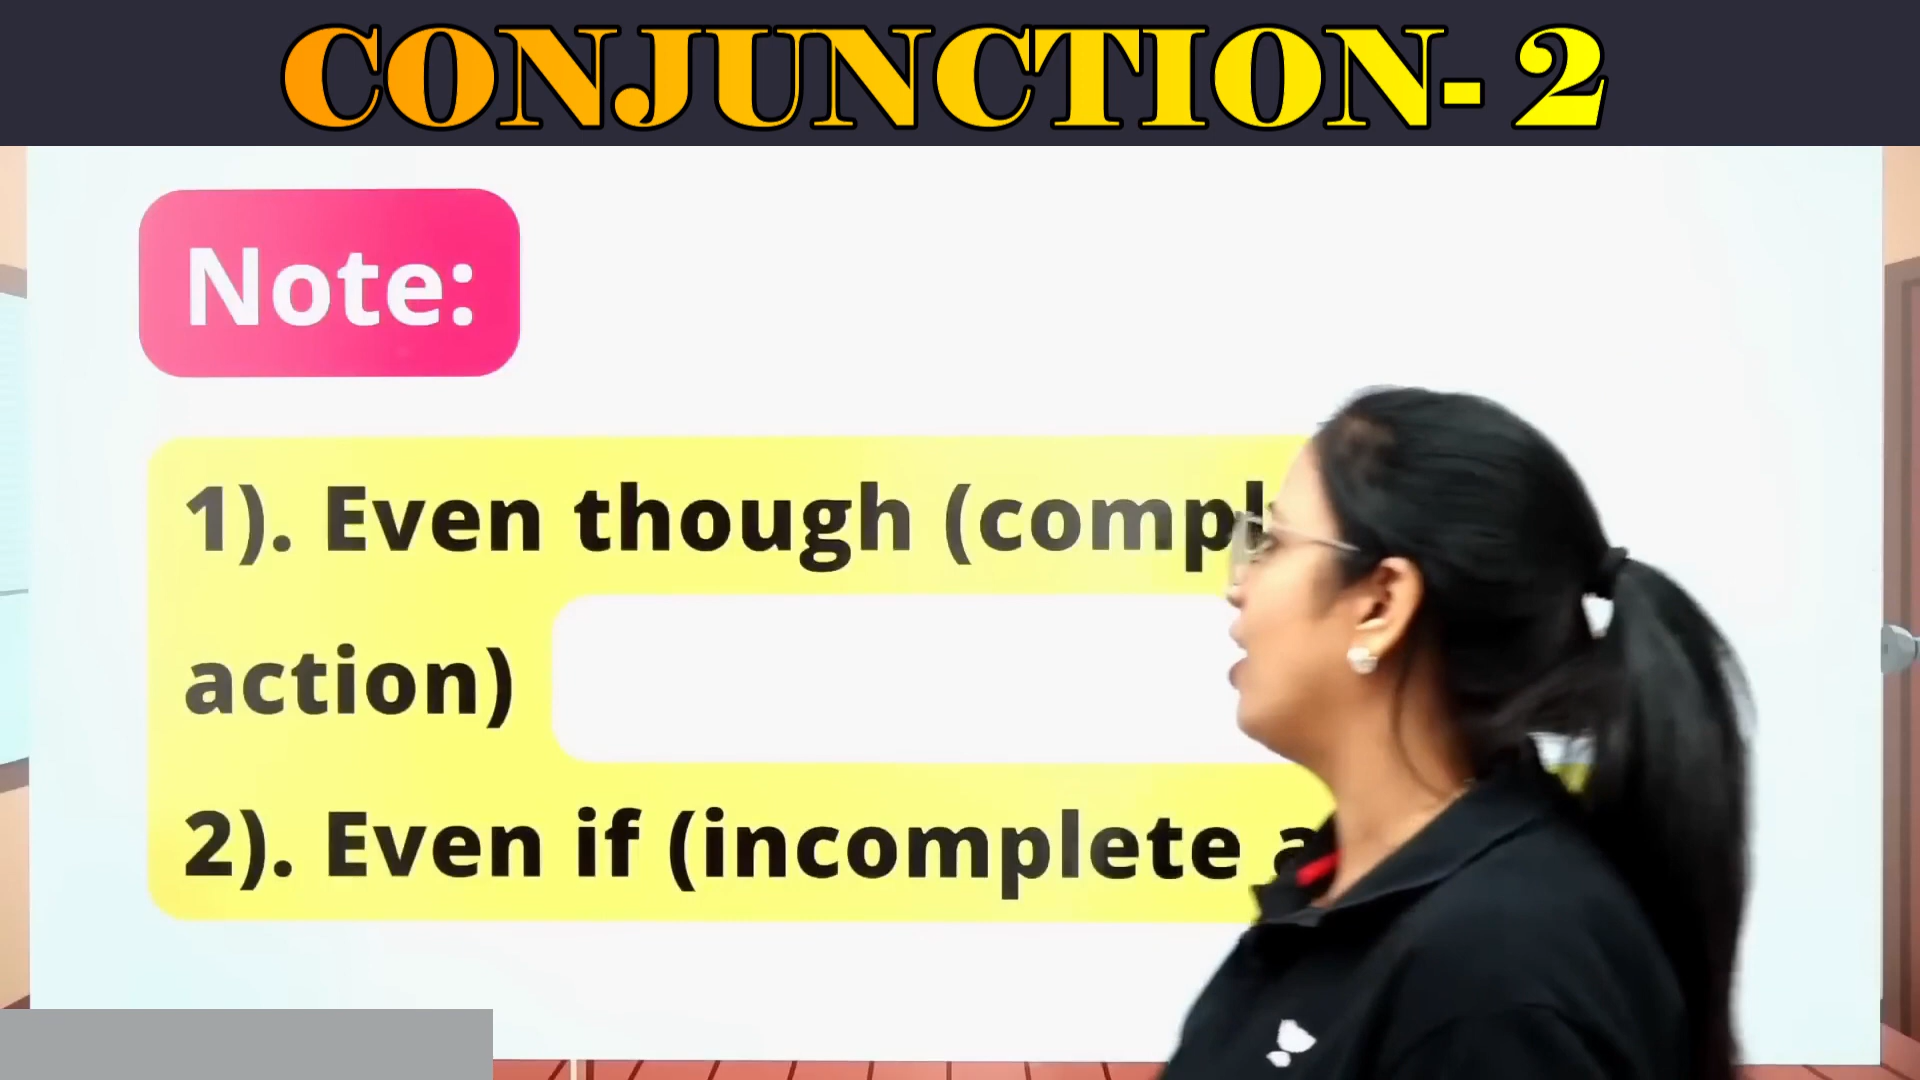 CONJUNCTION- 2
Note:
1). Even though (compl
action)
2). Even if (incomplete a